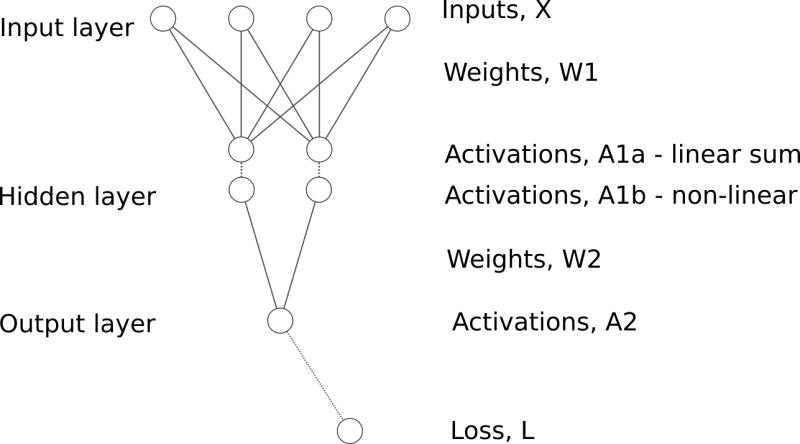 Inputs, X
Input layer
Weights, W1
Activations, A1a - linear sum
Hidden layer
Activations, A1b - non-linear
Weights, W2
Output layer
Activations, A2
Loss, L